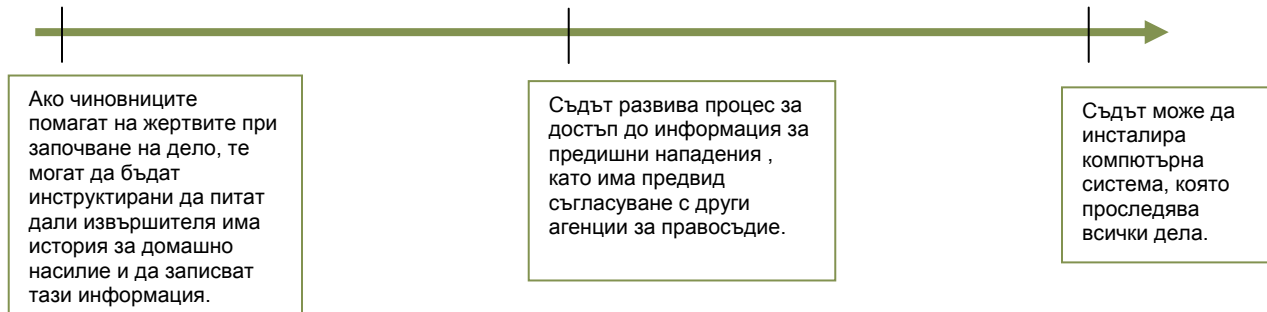 Ако чиновниците
помагат на жертвите при
започване на дело, те
могат да бъдат
инструктирани да питат
дали извършителя има
история за домашно
насилие и да записват
тази информация.
Съдът развива процес за
достъп до информация за
предишни нападения ,
като има предвид
съгласуване с други
агенции за правосъдие.
Съдът може да
инсталира
компютърна
система, която
проследява
всички дела.